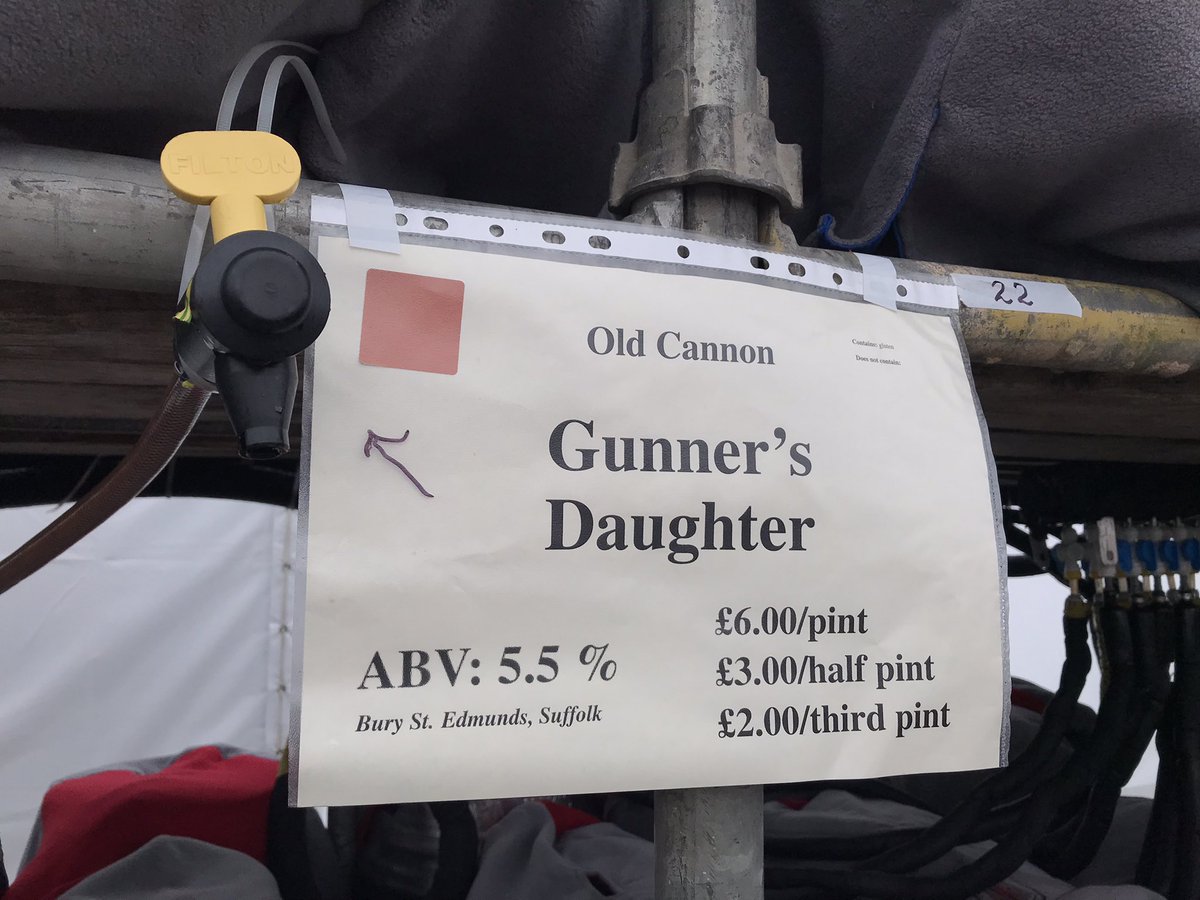 FILTON
22
Old Cannon
Contains: gluten
Does not contain:
Gunner’s
Daughter
£6.00/pint
£3.00/half pint
£2.00/third pint
ABV: 5.5 %
Bury St. Edmunds, Suffolk